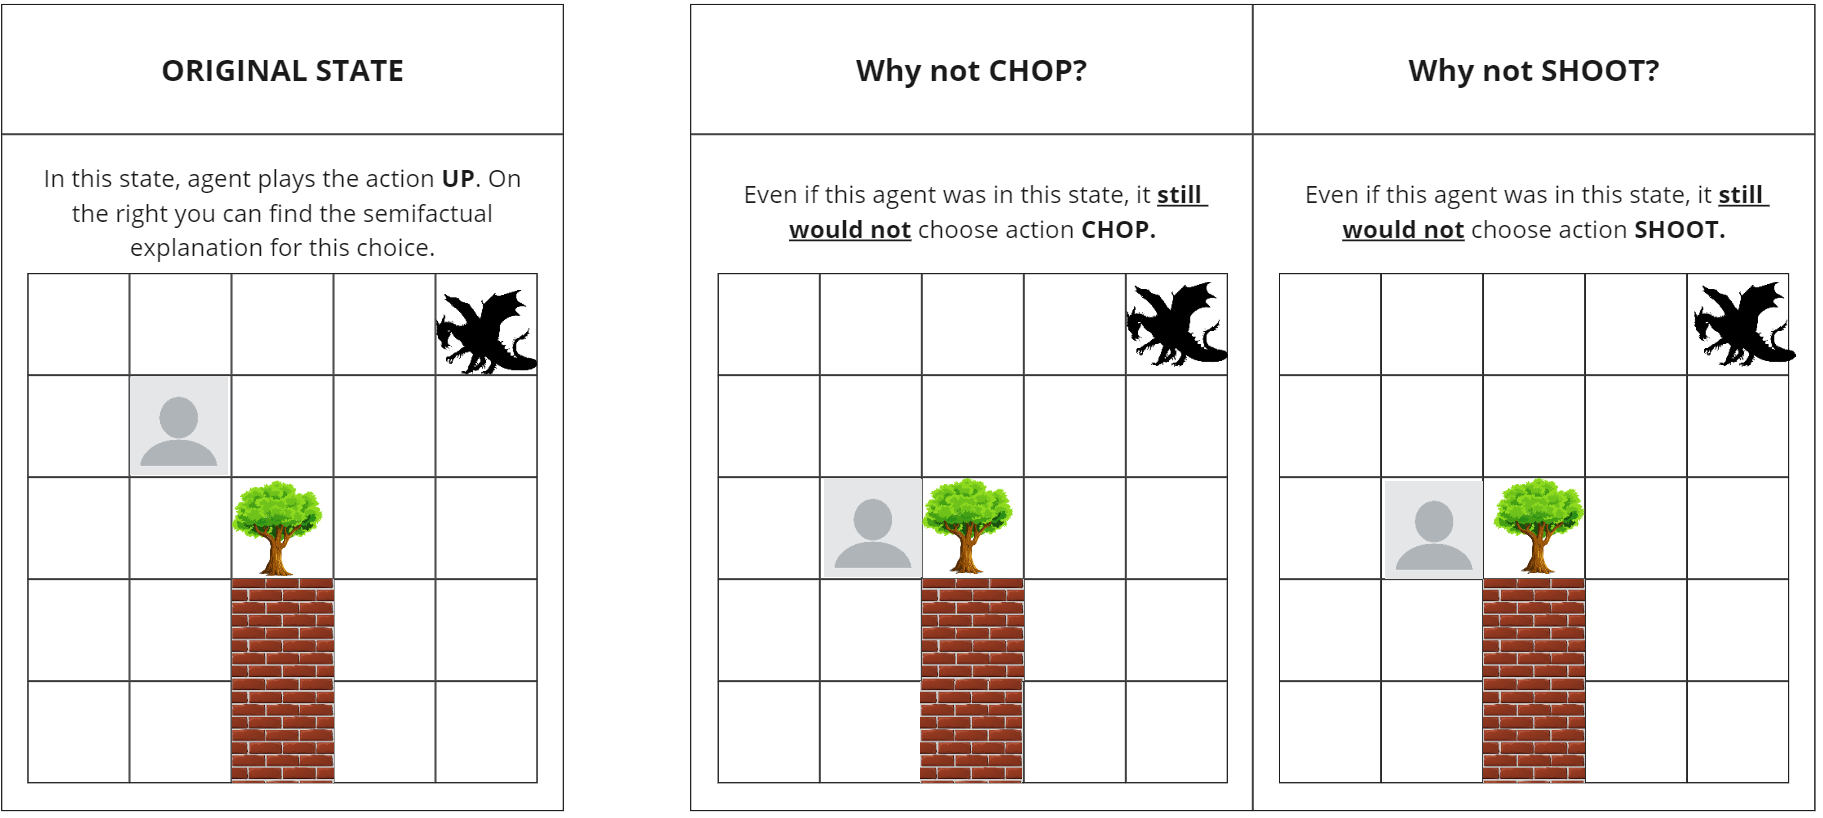 ORIGINAL STATE
In this state, agent plays the action UP. On
the right you can find the semifactual
explanation for this choice.
Why not CHOP?
Even if this agent was in this state, it still
would not choose action CHOP.
Why not SHOOT?
Even if this agent was in this state, it still
would not choose action SHOOT.